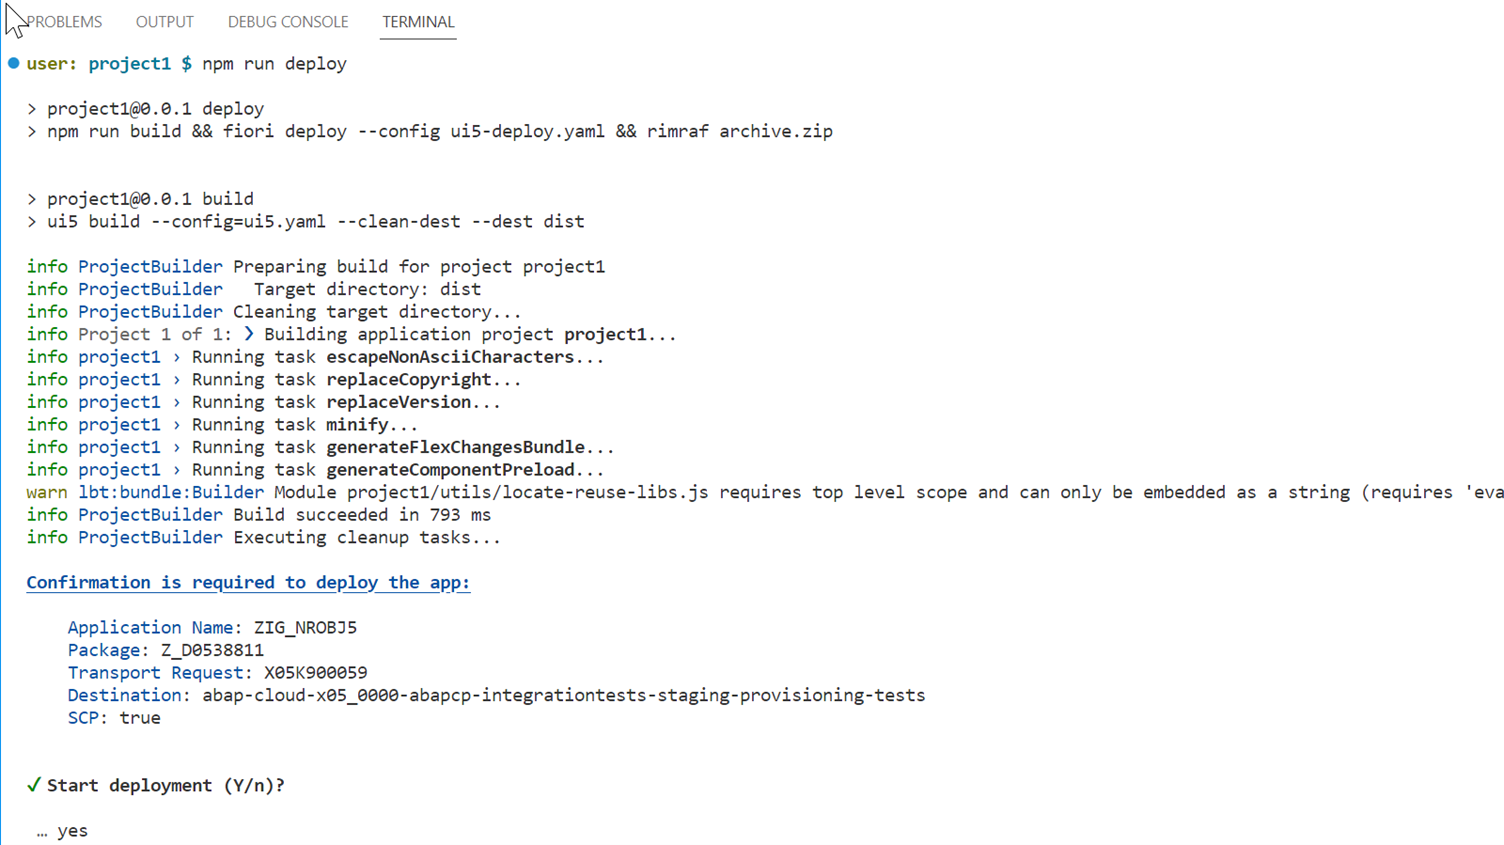 PROBLEMS OUTPUT DEBUG CONSOLE TERMINAL
user: project1 $ npm run deploy
> project1@0.0.1 deploy
> npm run build && fiori deploy --config ui5-deploy.yaml && rimraf archive.zip
> project1@0.0.1 build
> ui5 build --config=ui5.yaml --clean-dest --dest dist
info ProjectBuilder Preparing build for project project1
info ProjectBuilder   Target directory: dist
info ProjectBuilder Cleaning target directory...
info Project 1 of 1: ❯ Building application project project1...
info project1 › Running task escapeNonAsciiCharacters...
info project1 › Running task replaceCopyright...
info project1 › Running task replaceVersion...
info project1 › Running task minify...
info project1 › Running task generateFlexChangesBundle...
info project1 › Running task generateComponentPreload...
warn lbt:bundle:Builder Module project1/utils/locate-reuse-libs.js requires top level scope and can only be embedded as a string (requires 'eva
info ProjectBuilder Build succeeded in 793 ms
info ProjectBuilder Executing cleanup tasks...
Confirmation is required to deploy the app:
Application Name: ZIG_NROBJ5
Package: Z_D0538811
Transport Request: X05K900059
Destination: abap-cloud-x05_0000-abapcp-integrationtests-staging-provisioning-tests
SCP: true
✓ Start deployment (Y/n)?
… yes